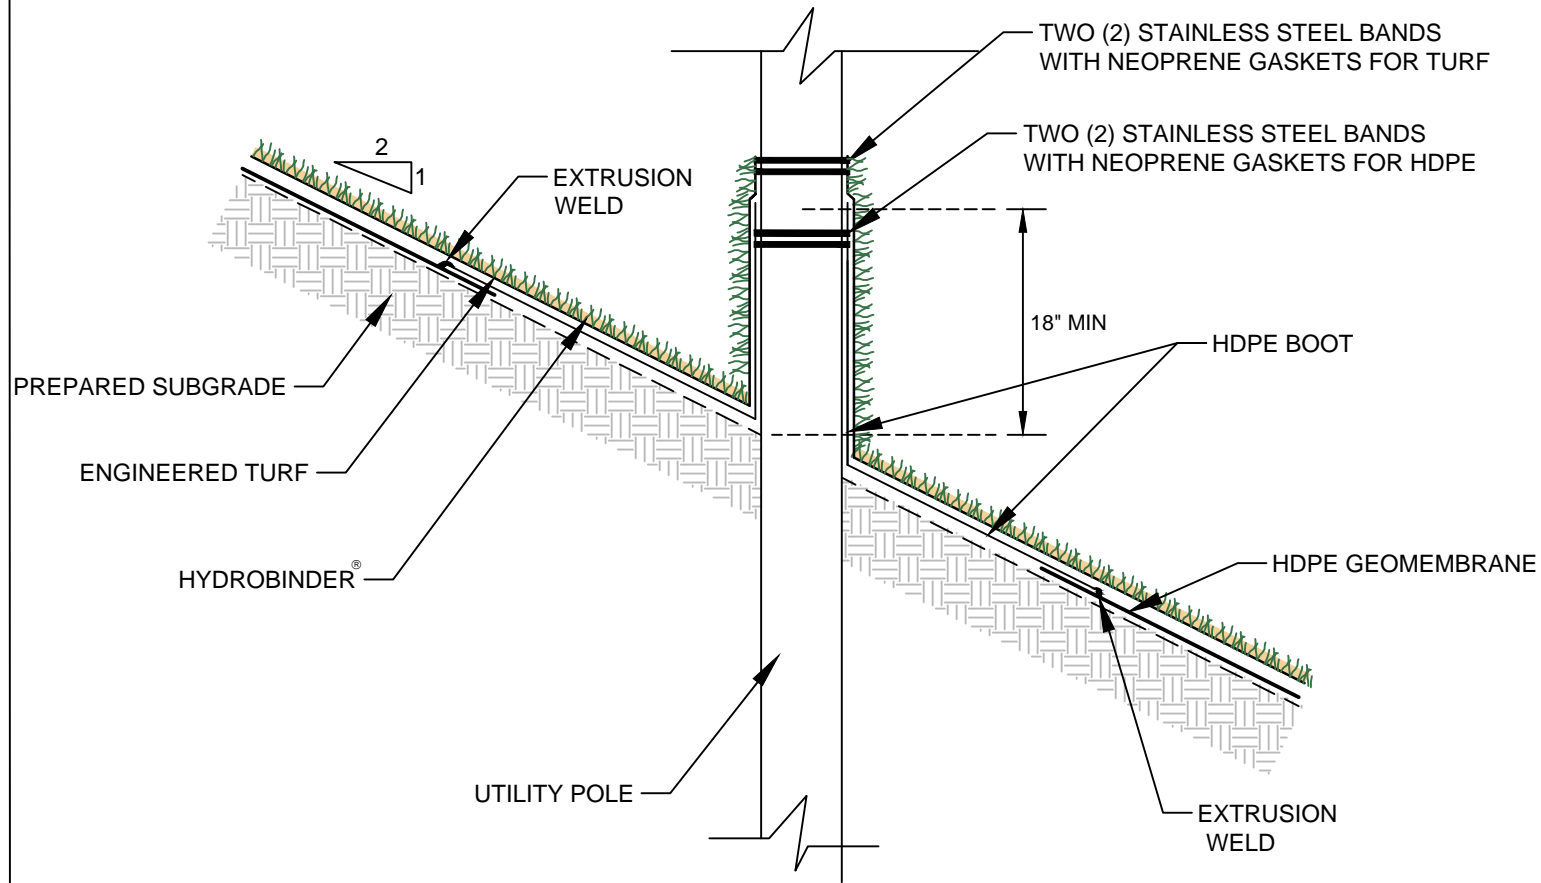 TWO (2) STAINLESS STEEL BANDS
WITH NEOPRENE GASKETS FOR TURF
TWO (2) STAINLESS STEEL BANDS
WITH NEOPRENE GASKETS FOR HDPE
2
1
EXTRUSION
WELD
18" MIN
HDPE BOOT
PREPARED SUBGRADE
ENGINEERED TURF
HYDROBINDER®
HDPE GEOMEMBRANE
UTILITY POLE
EXTRUSION
WELD